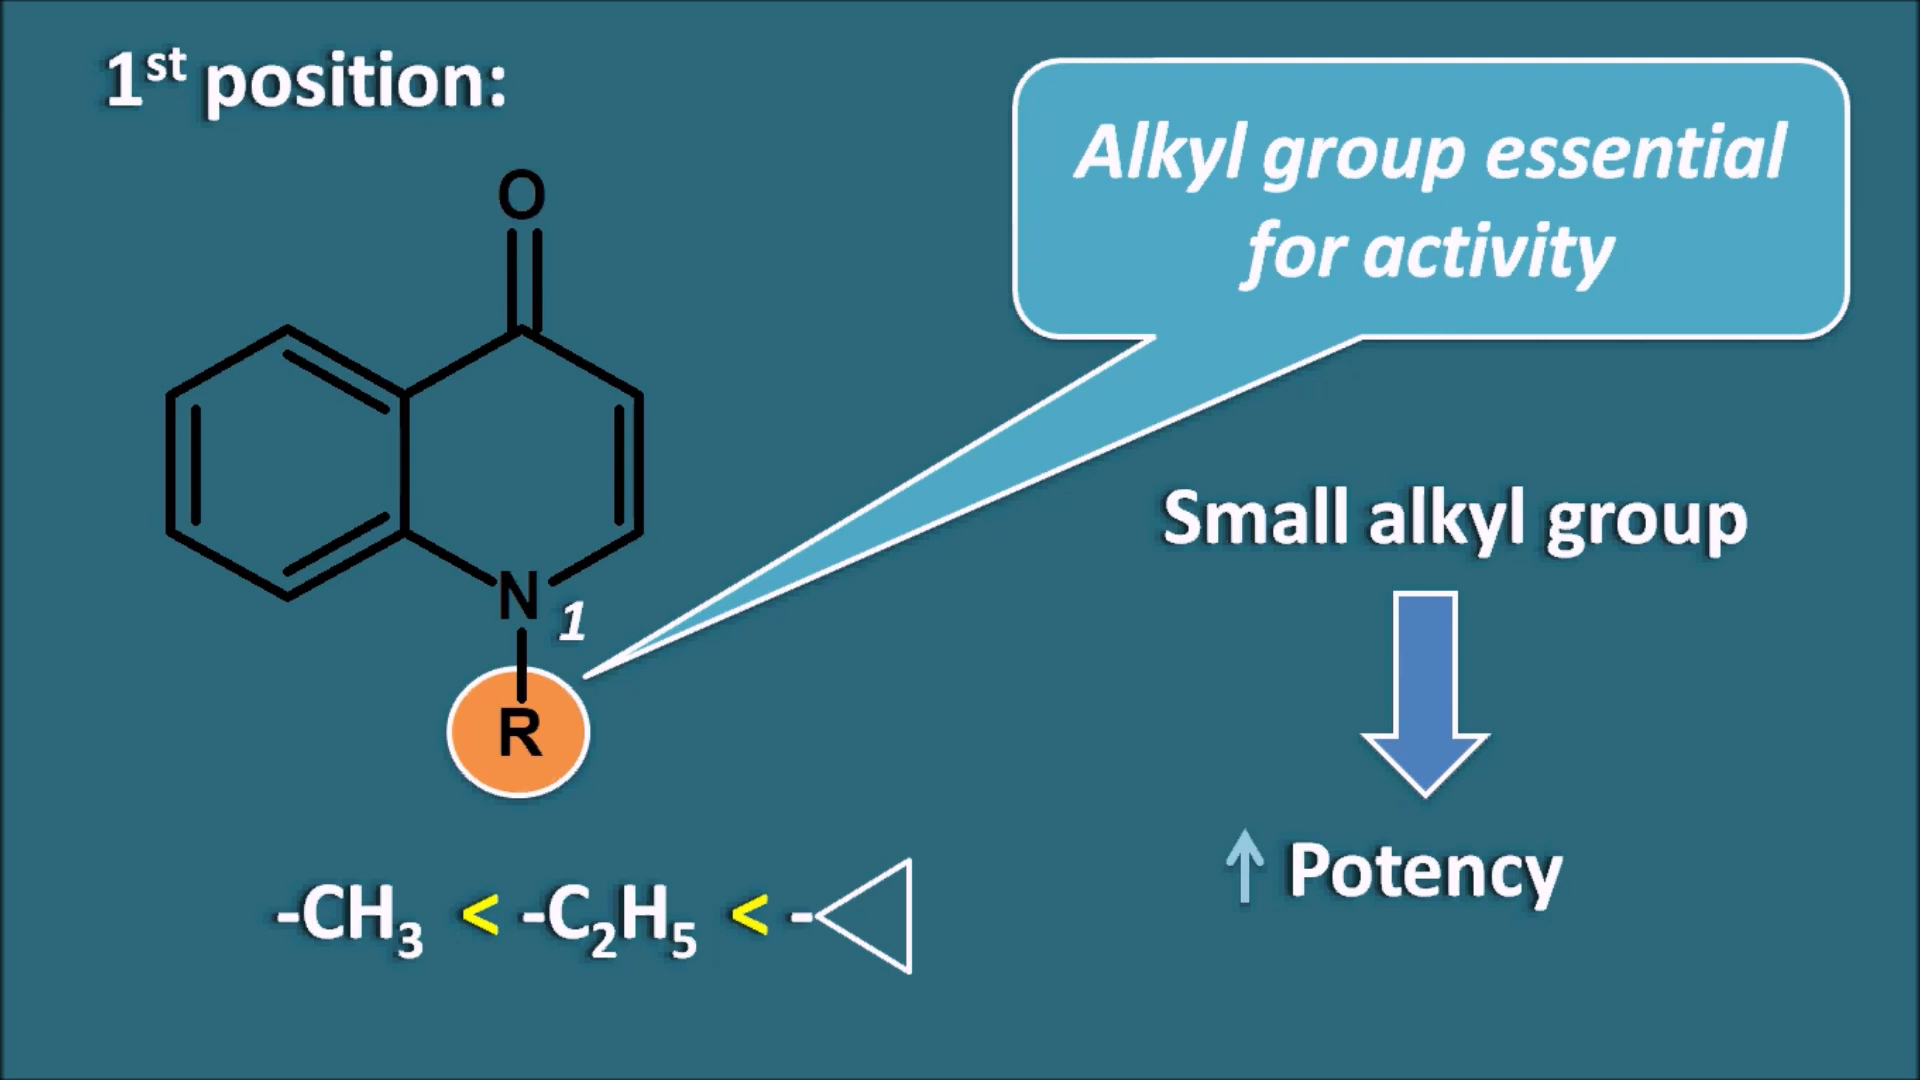 1st position:
Alkyl group essential
for activity
O
N 1
R
Small alkyl group
↑ Potency
-CH3 < -C2H5 < -